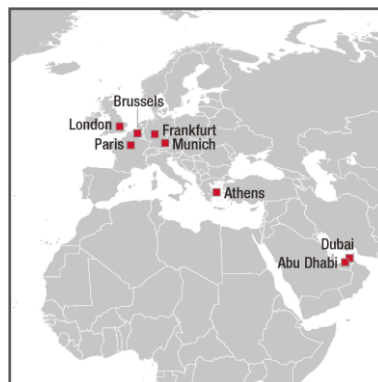 Brussels
London
Frankfurt
Paris
Munich
Athens
Dubai
Abu Dhabi